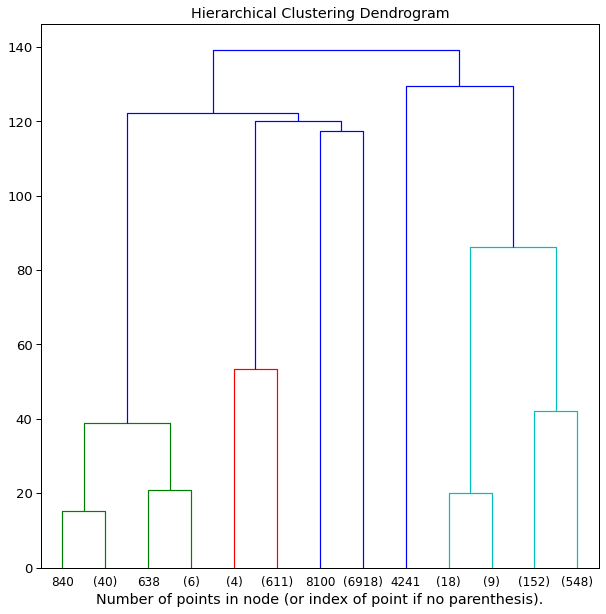 Hierarchical Clustering Dendrogram
140
120
100
80
60
40
20
0
840 (40) 638 (6) (4) (611) 8100 (6918) 4241 (18) (9) (152) (548)
Number of points in node (or index of point if no parenthesis).